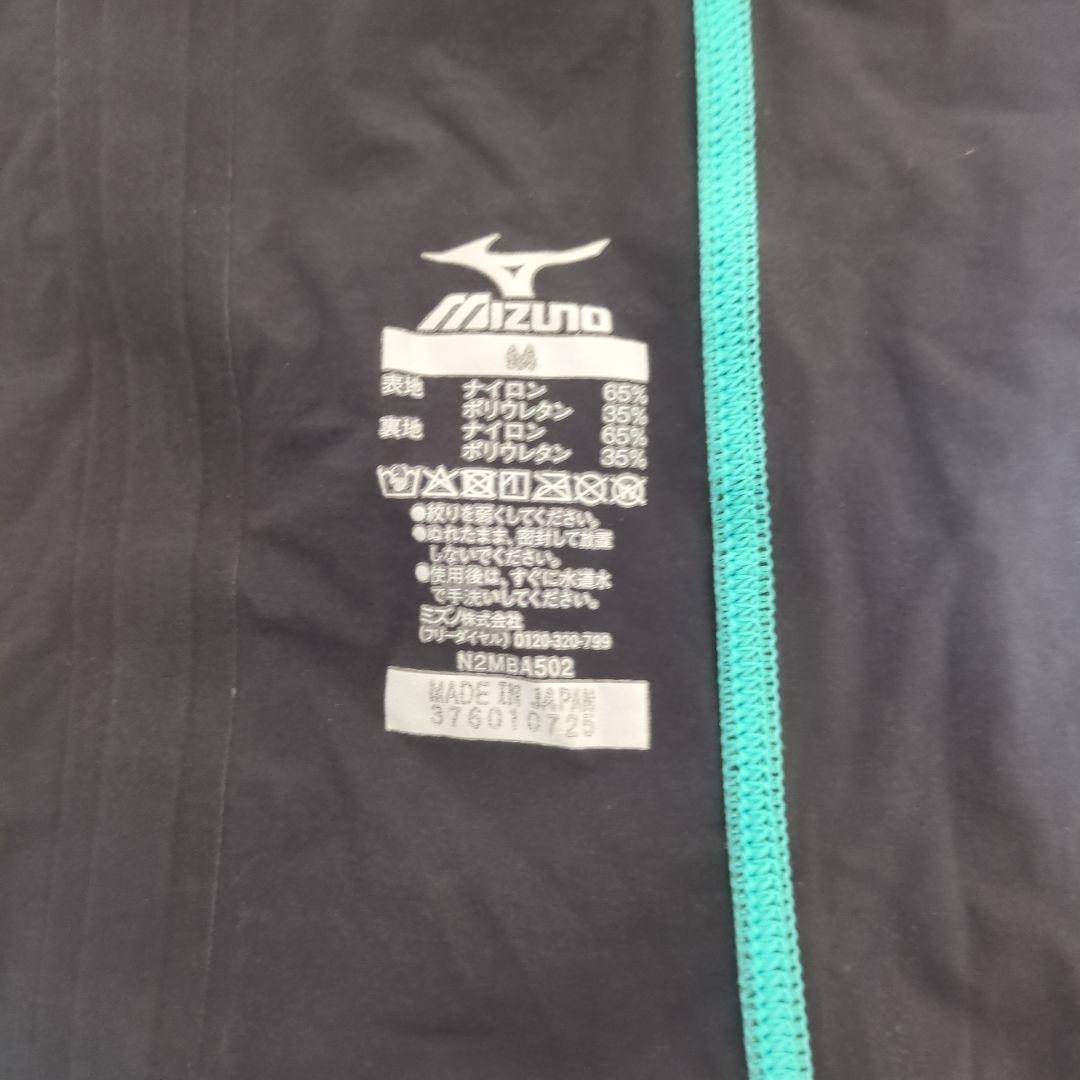 MIZUNO
M
表地 ナイロン 65%
ポリウレタン 35%
裏地 ナイロン 65%
ポリウレタン 35%
●絞りを弱くしてください。
●ぬれたまま、密封して放置
しないでください。
●使用後は、すぐに水道水
で手洗いしてください。
ミズノ株式会社
(フリーダイヤル) 0120-320-799
N2MBA502
MADE IN JAPAN
376010725